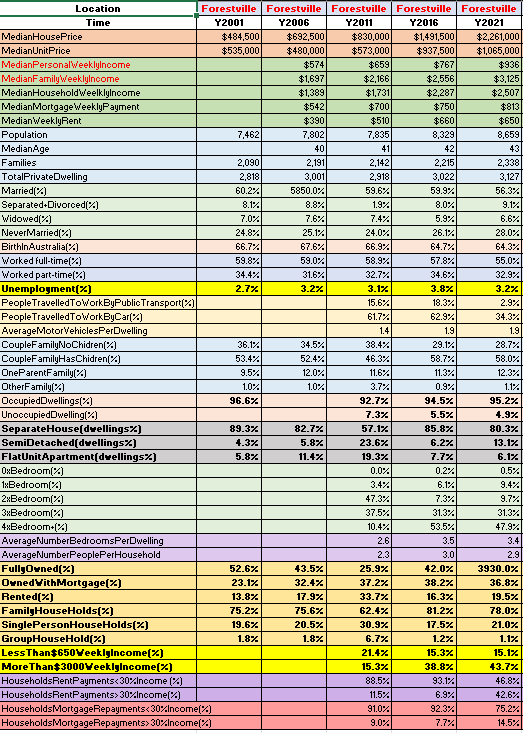 Location Forestville Forestville Forestville Forestville Forestville
Time Y2001 Y2006 Y2011 Y2016 Y2021
MedianHousePrice $484,500 $692,500 $830,000 $1,491,500 $2,261,000
MedianUnitPrice $535,000 $480,000 $573,000 $937,500 $1,065,000
MedianPersonalWeeklyIncome $574 $659 $767 $936
MedianFamilyWeeklyIncome $1,697 $2,166 $2,556 $3,125
MedianHouseholdWeelklyIncome $1,389 $1,731 $2,287 $2,507
MedianMortgageWeeklyPayment $542 $700 $750 $813
MedianWeeklyRent $390 $510 $660 $650
Population 7,462 7,802 7,835 8,329 8,659
MedianAge 40 41 42 43
Families 2,090 2,191 2,142 2,215 2,338
TotalPrivateDwelling 2,818 3,001 2,918 3,022 3,127
Married(%) 60.2% 5850.0% 59.6% 59.9% 56.3%
Separated+Divorced(%) 8.1% 8.8% 1.9% 8.0% 9.1%
Widowed(%) 7.0% 7.6% 7.4% 5.9% 6.6%
NeverMarried(%) 24.8% 25.1% 24.0% 26.1% 28.0%
BirthInAustralia(%) 66.7% 67.6% 66.9% 64.7% 64.3%
Worked full-time(%) 59.8% 59.0% 58.9% 57.8% 55.0%
Worked part-time(%) 34.4% 31.6% 32.7% 34.6% 32.9%
Unemployment(%) 2.7% 3.2% 3.1% 3.8% 3.2%
PeopleTravelledToWorkByPublicTransport(%) 15.6% 18.3% 2.9%
PeopleTravelledToWorkByCar(%) 61.7% 62.9% 34.3%
AverageMotorVehiclesPerDwelling 1.4 1.9 1.9
CoupleFamilyNoChidren(%) 36.1% 34.5% 38.4% 29.1% 28.7%
CoupleFamilyHasChidren(%) 53.4% 52.4% 46.3% 58.7% 58.0%
OneParentFamily(%) 9.5% 12.0% 11.6% 11.3% 12.3%
OtherFamily(%) 1.0% 1.0% 3.7% 0.9% 1.1%
OccupiedDwellings(%) 96.6% 92.7% 94.5% 95.2%
UnoccupiedDwelling(%) 7.3% 5.5% 4.9%
SeparateHouse(dwellings%) 89.3% 82.7% 57.1% 85.8% 80.3%
SemiDetached(dwellings%) 4.3% 5.8% 23.6% 6.2% 13.1%
FlatUnitApartment(dwellings%) 5.8% 11.4% 19.3% 7.7% 6.1%
0xBedroom(%) 0.0% 0.2% 0.5%
1xBedroom(%) 3.4% 6.1% 9.4%
2xBedroom(%) 47.3% 7.3% 9.7%
3xBedroom(%) 37.5% 31.3% 31.3%
4xBedroom+(%) 10.4% 53.5% 47.9%
AverageNumberBedroomsPerDwelling 2.6 3.5 3.4
AverageNumberPeoplePerHousehold 2.3 3.0 2.9
FullyOwned(%) 52.6% 43.5% 25.9% 42.0% 3930.0%
OwnedWithMortgage(%) 23.1% 32.4% 37.2% 38.2% 36.8%
Rented(%) 13.8% 17.9% 33.7% 16.3% 19.5%
FamilyHouseHolds(%) 75.2% 75.6% 62.4% 81.2% 78.0%
SinglePersonHouseHolds(%) 19.6% 20.5% 30.9% 17.5% 21.0%
GroupHouseHold(%) 1.8% 1.8% 6.7% 1.2% 1.1%
LessThan$650WeeklyIncome(%) 21.4% 15.3% 15.1%
MoreThan$3000WeeklyIncome(%) 15.3% 38.8% 43.7%
HouseholdsRentPayments<30%Income (%) 88.5% 93.1% 46.8%
HouseholdsRentPayments>30%Income(%) 11.5% 6.9% 42.6%
HouseholdsMortgageRepayments<30%Income(%) 91.0% 92.3% 75.2%
HouseholdsMortgageRepayments>30%Income(%) 9.0% 7.7% 14.5%